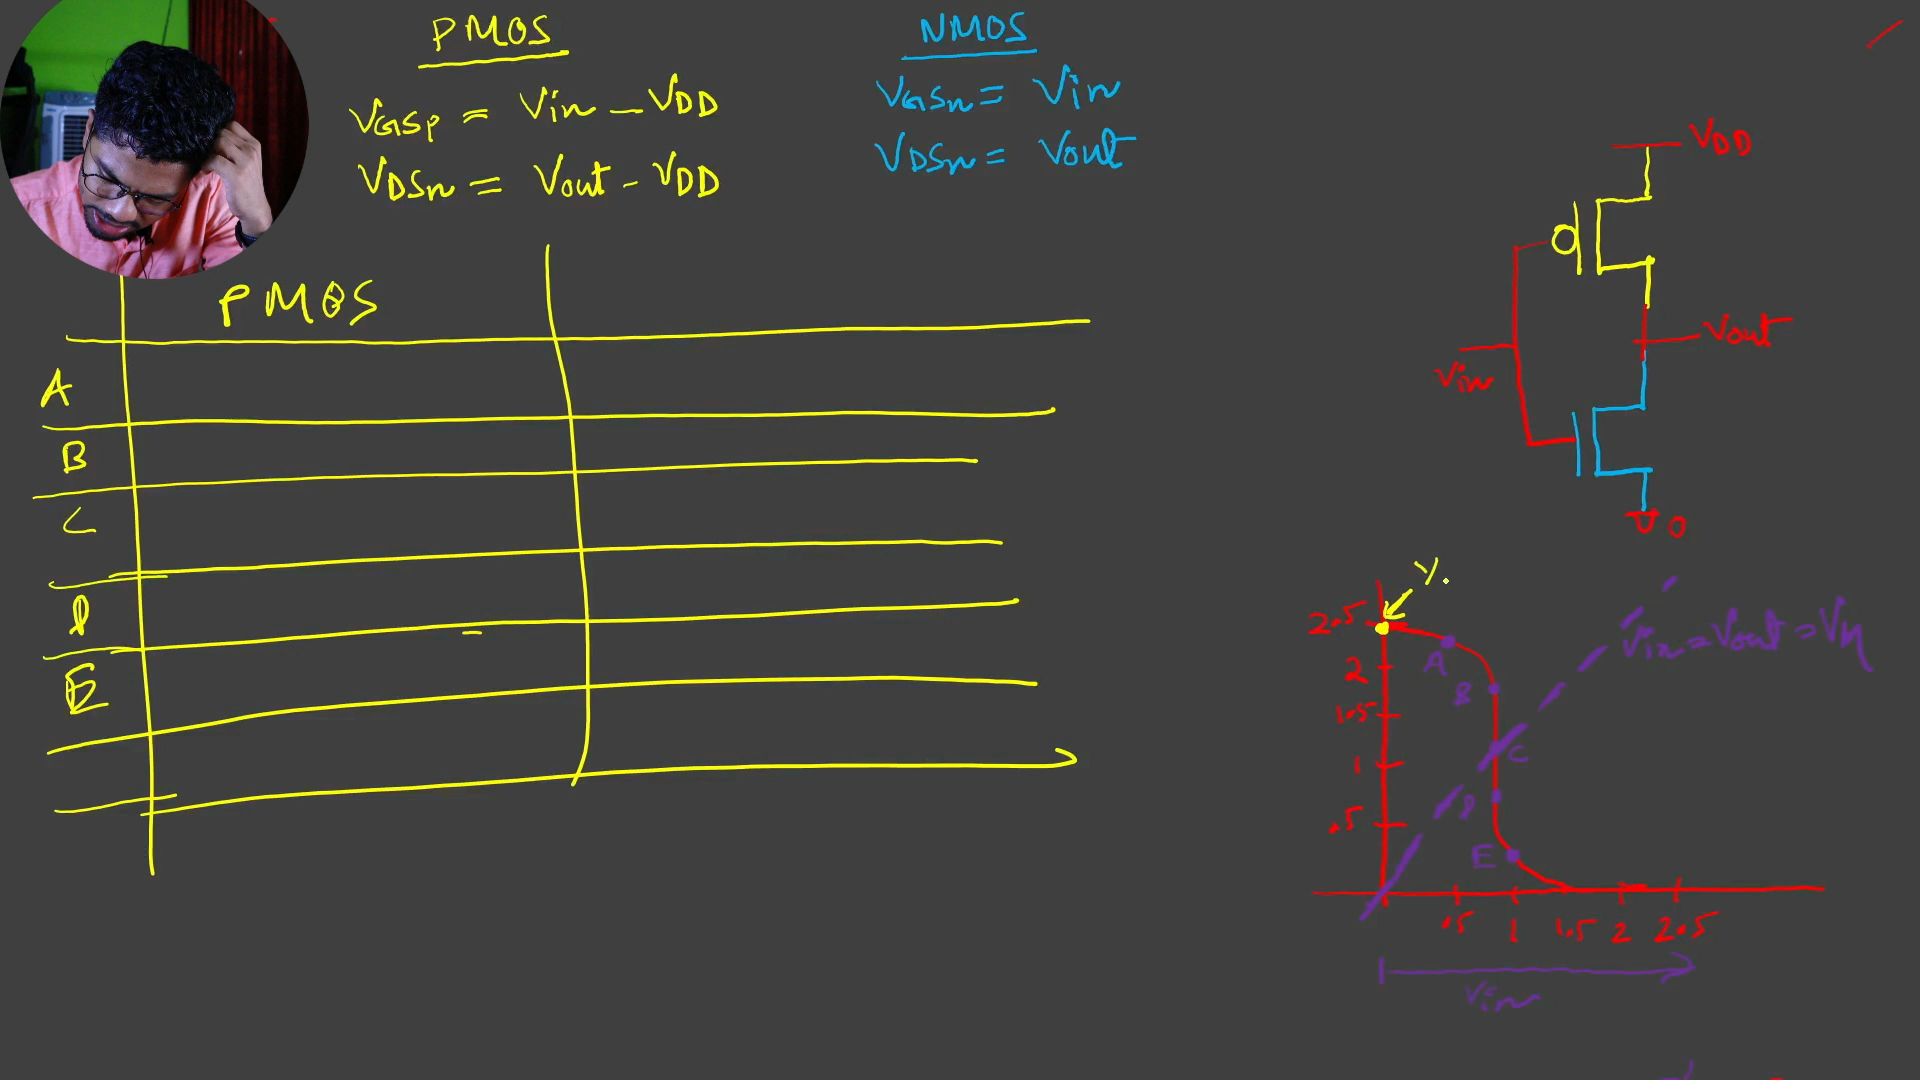 PMOS
VGSp = Vin - VDD
VDSn = Vout - VDD
NMOS
VGSn = Vin
VDSn = Vout
PMOS
A
B
C
D
E
VDD
Vout
Vin
0
2.5
2
1.5
1
.5
A
B
C
D
E
Vin = Vout = VM
.5 1 1.5 2 2.5
Vin